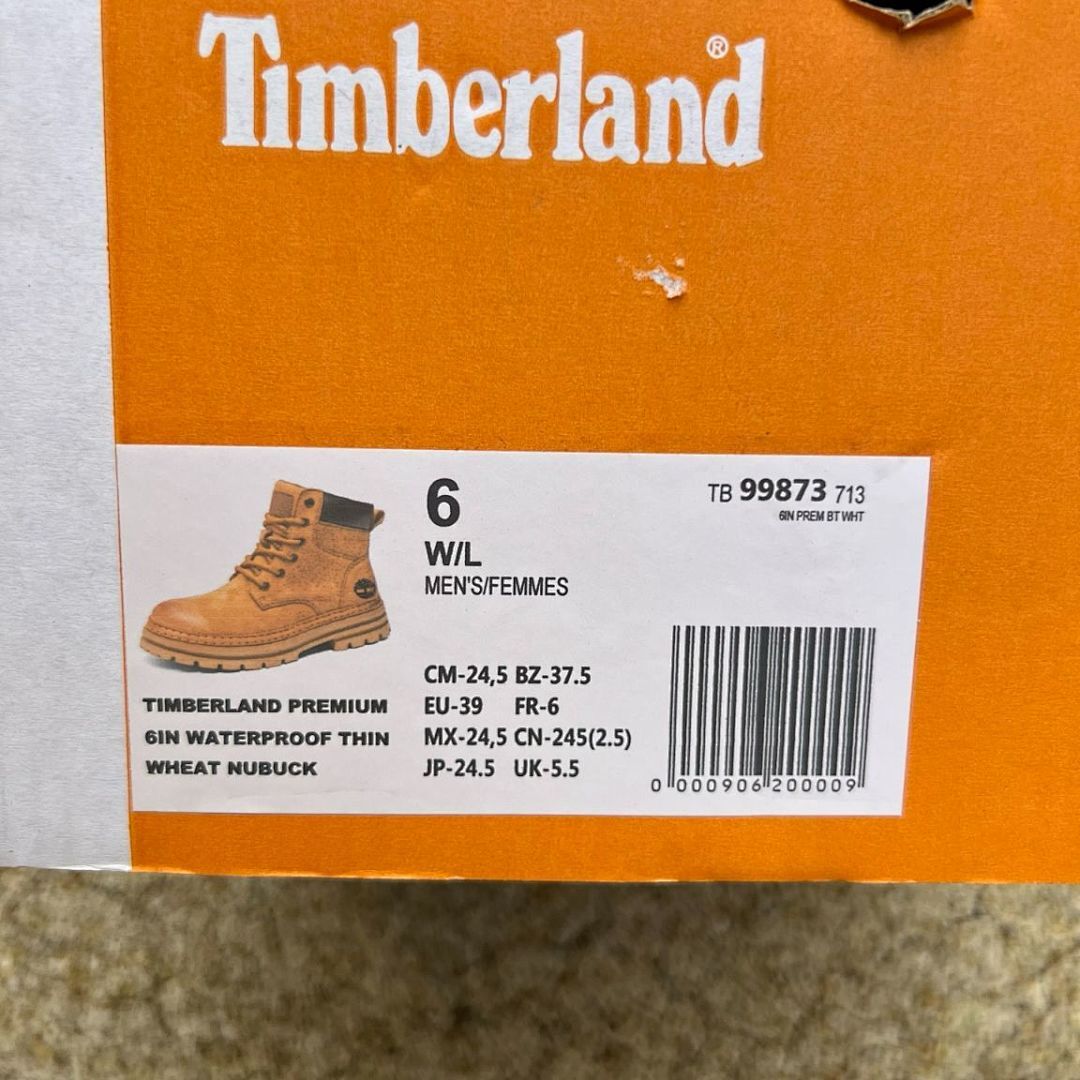 Timberland®
6
W/L
MEN'S/FEMMES
TB 99873 713
6IN PREM BT WHT
TIMBERLAND PREMIUM
6IN WATERPROOF THIN
WHEAT NUBUCK
CM-24,5 BZ-37.5
EU-39 FR-6
MX-24,5 CN-245(2.5)
JP-24.5 UK-5.5
0 000906 200009